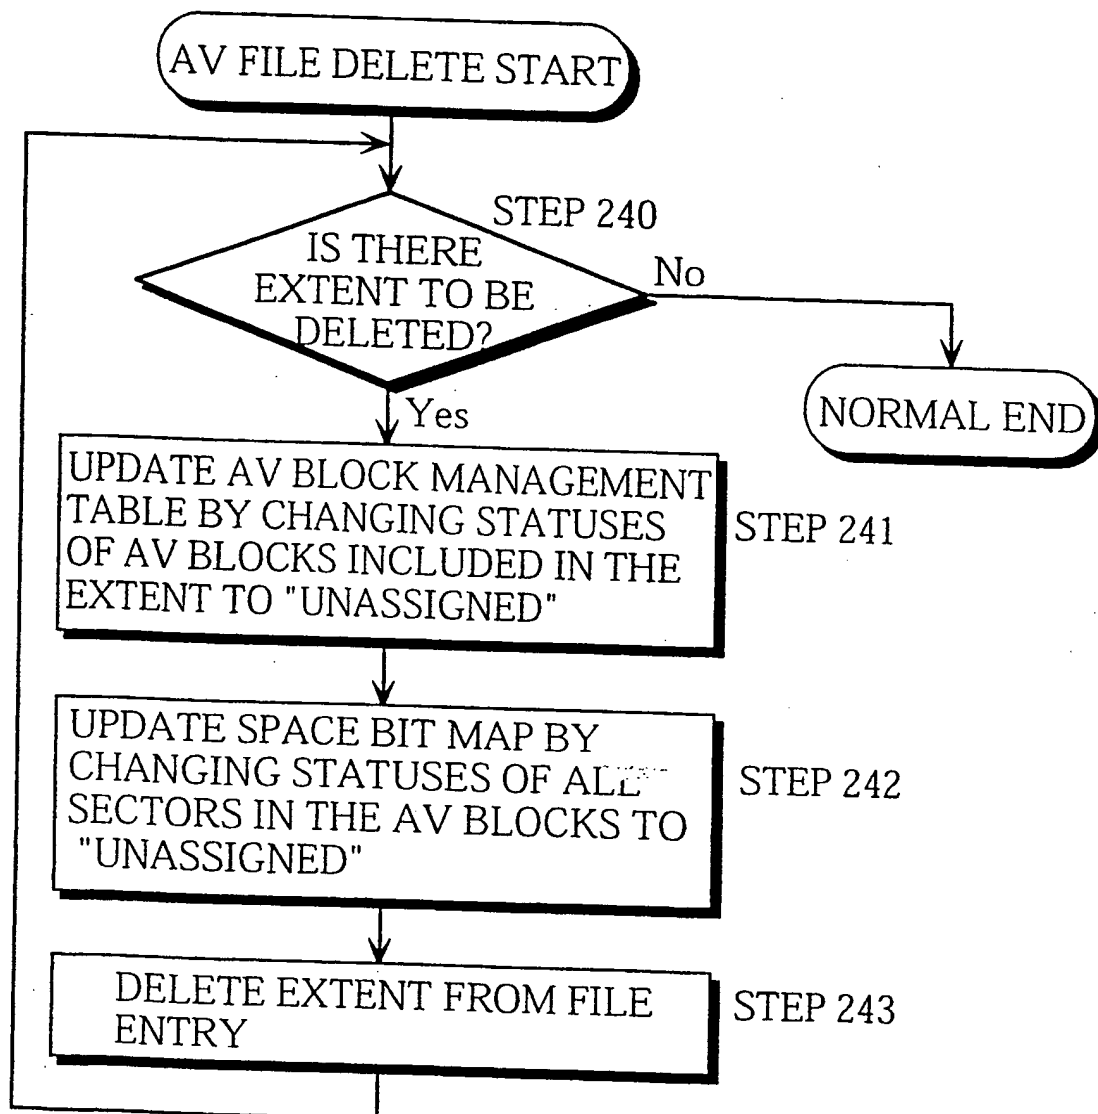 AV FILE DELETE START
STEP 240
IS THERE
EXTENT TO BE
DELETED?
No
NORMAL END
Yes
UPDATE AV BLOCK MANAGEMENT
TABLE BY CHANGING STATUSES
OF AV BLOCKS INCLUDED IN THE
EXTENT TO "UNASSIGNED"
STEP 241
UPDATE SPACE BIT MAP BY
CHANGING STATUSES OF ALL
SECTORS IN THE AV BLOCKS TO
"UNASSIGNED"
STEP 242
DELETE EXTENT FROM FILE
ENTRY
STEP 243